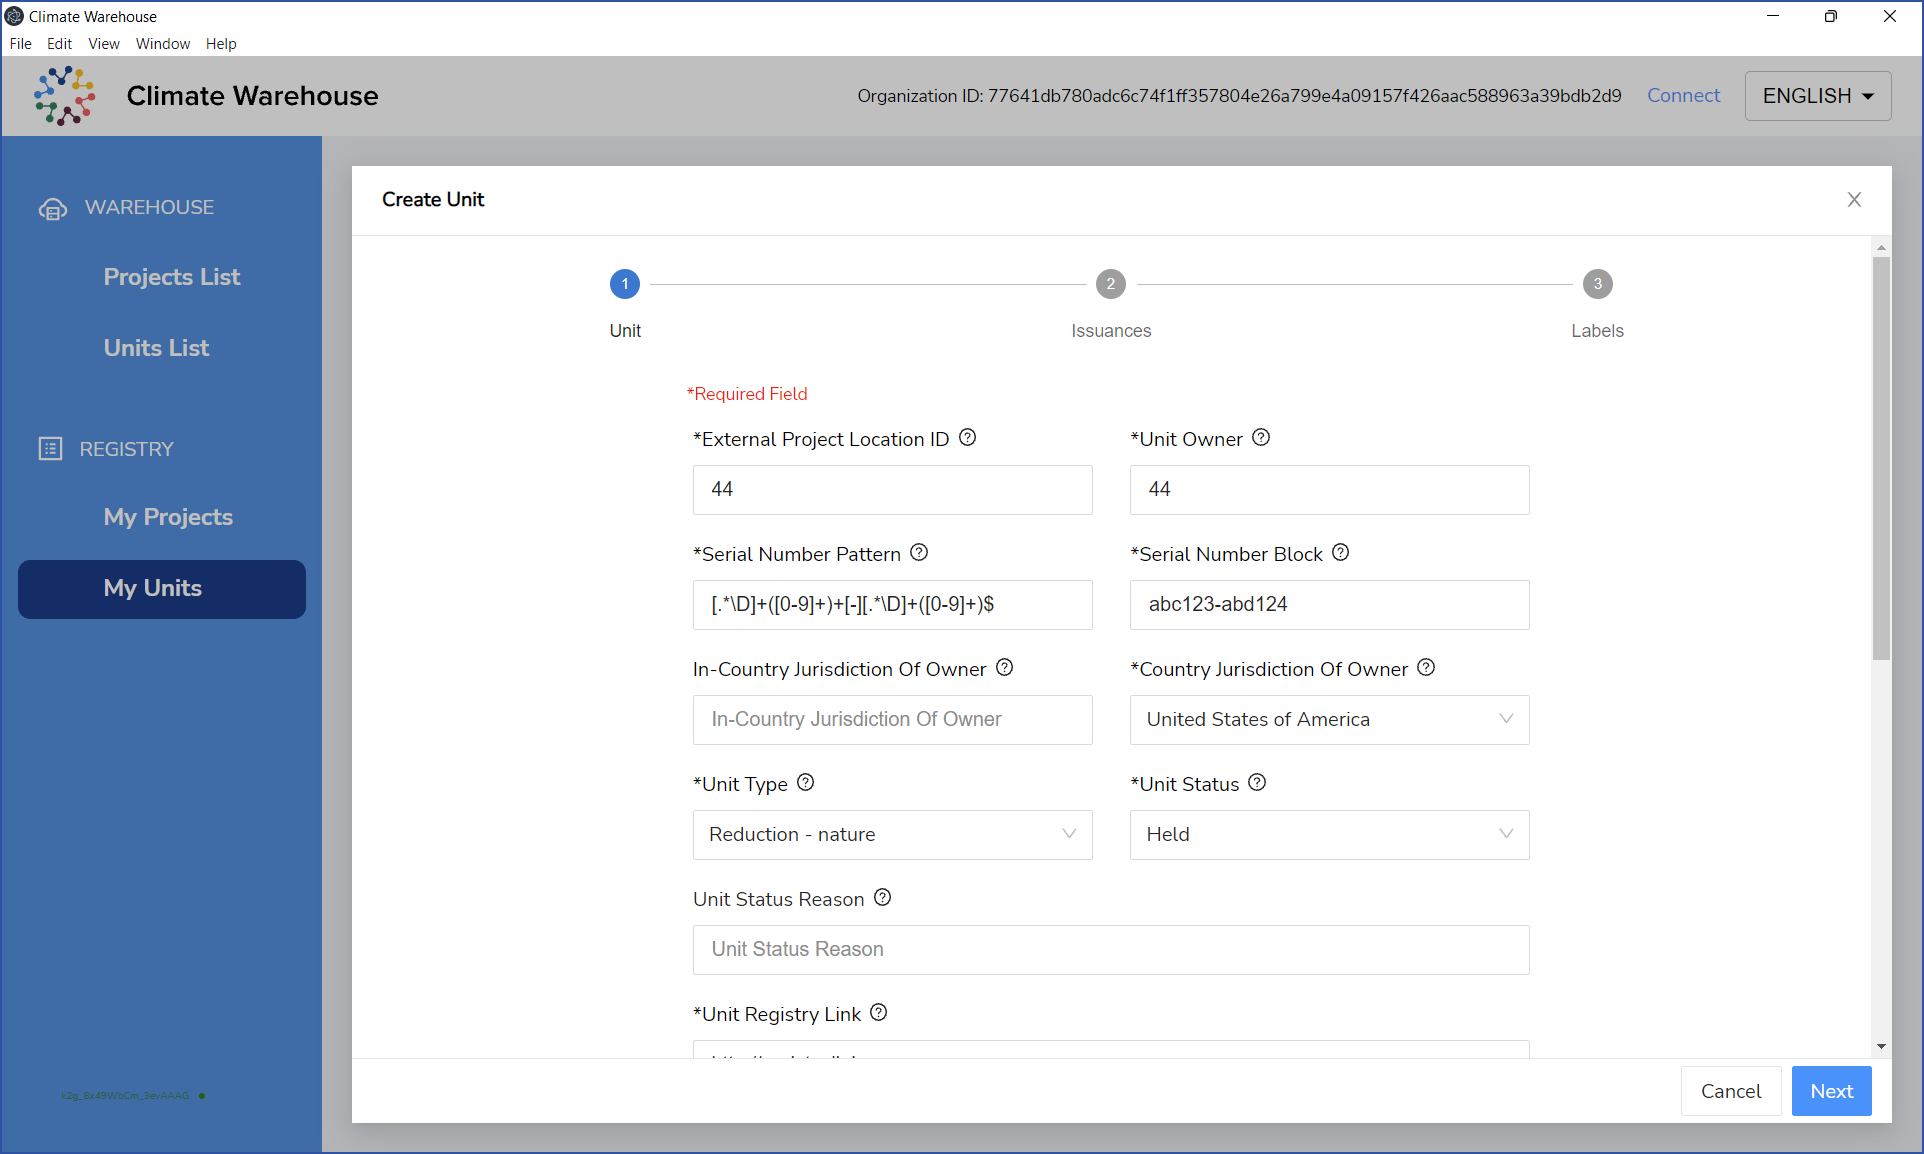 Climate Warehouse
File Edit View Window Help
Climate Warehouse
Organization ID: 77641db780adc6c74f1ff357804e26a799e4a09157f426aac588963a39bdb2d9 Connect ENGLISH
WAREHOUSE
Projects List
Units List
REGISTRY
My Projects
My Units
Create Unit
1 2 3
Unit Issuances Labels
*Required Field
*External Project Location ID *Unit Owner
44 44
*Serial Number Pattern *Serial Number Block
[.*\D]+([0-9]+)+[-][.*\D]+([0-9]+)$ abc123-abd124
In-Country Jurisdiction Of Owner *Country Jurisdiction Of Owner
In-Country Jurisdiction Of Owner United States of America
*Unit Type *Unit Status
Reduction - nature Held
Unit Status Reason
Unit Status Reason
*Unit Registry Link
Cancel Next